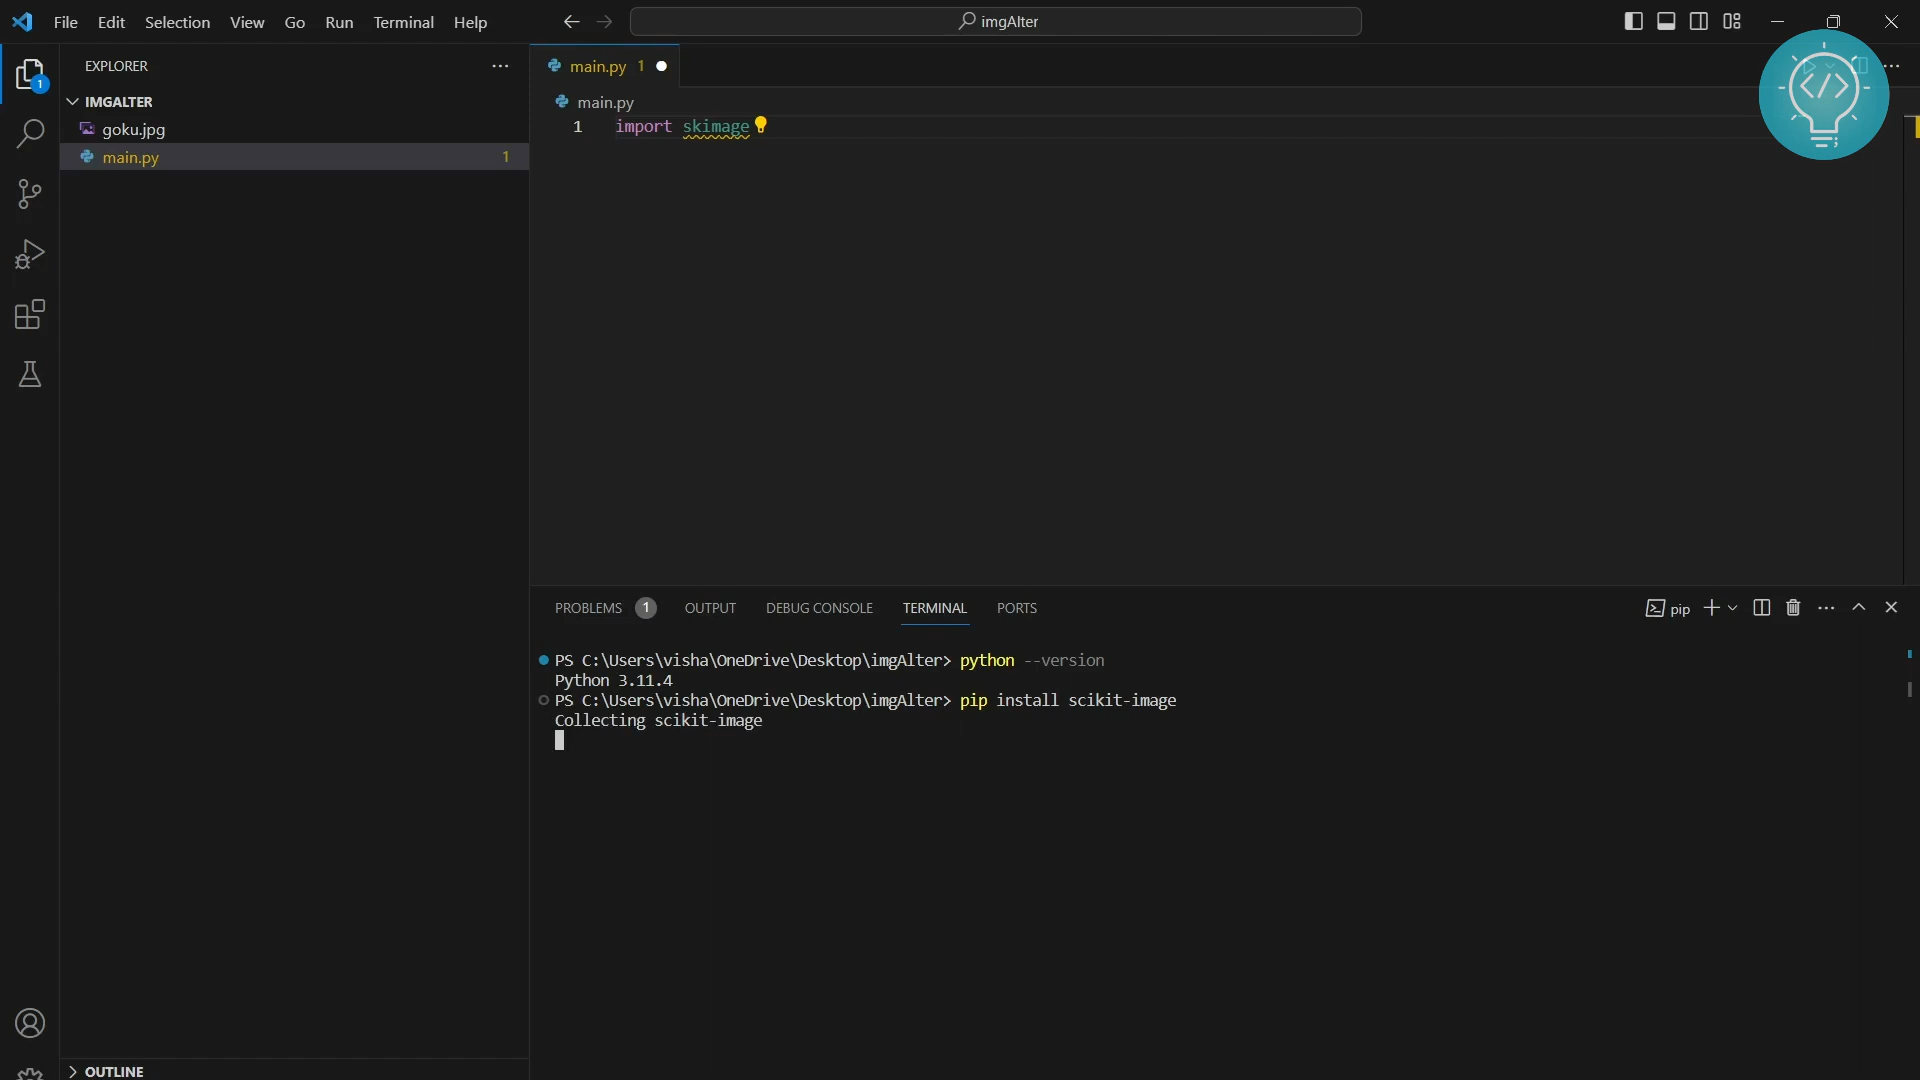 File Edit Selection View Go Run Terminal Help
imgAlter
EXPLORER
IMGALTER
goku.jpg
main.py 1
OUTLINE
1
main.py 1
main.py
1 import skimage
</>
;
PROBLEMS 1 OUTPUT DEBUG CONSOLE TERMINAL PORTS
pip
PS C:\Users\visha\OneDrive\Desktop\imgAlter> python --version
Python 3.11.4
PS C:\Users\visha\OneDrive\Desktop\imgAlter> pip install scikit-image
Collecting scikit-image